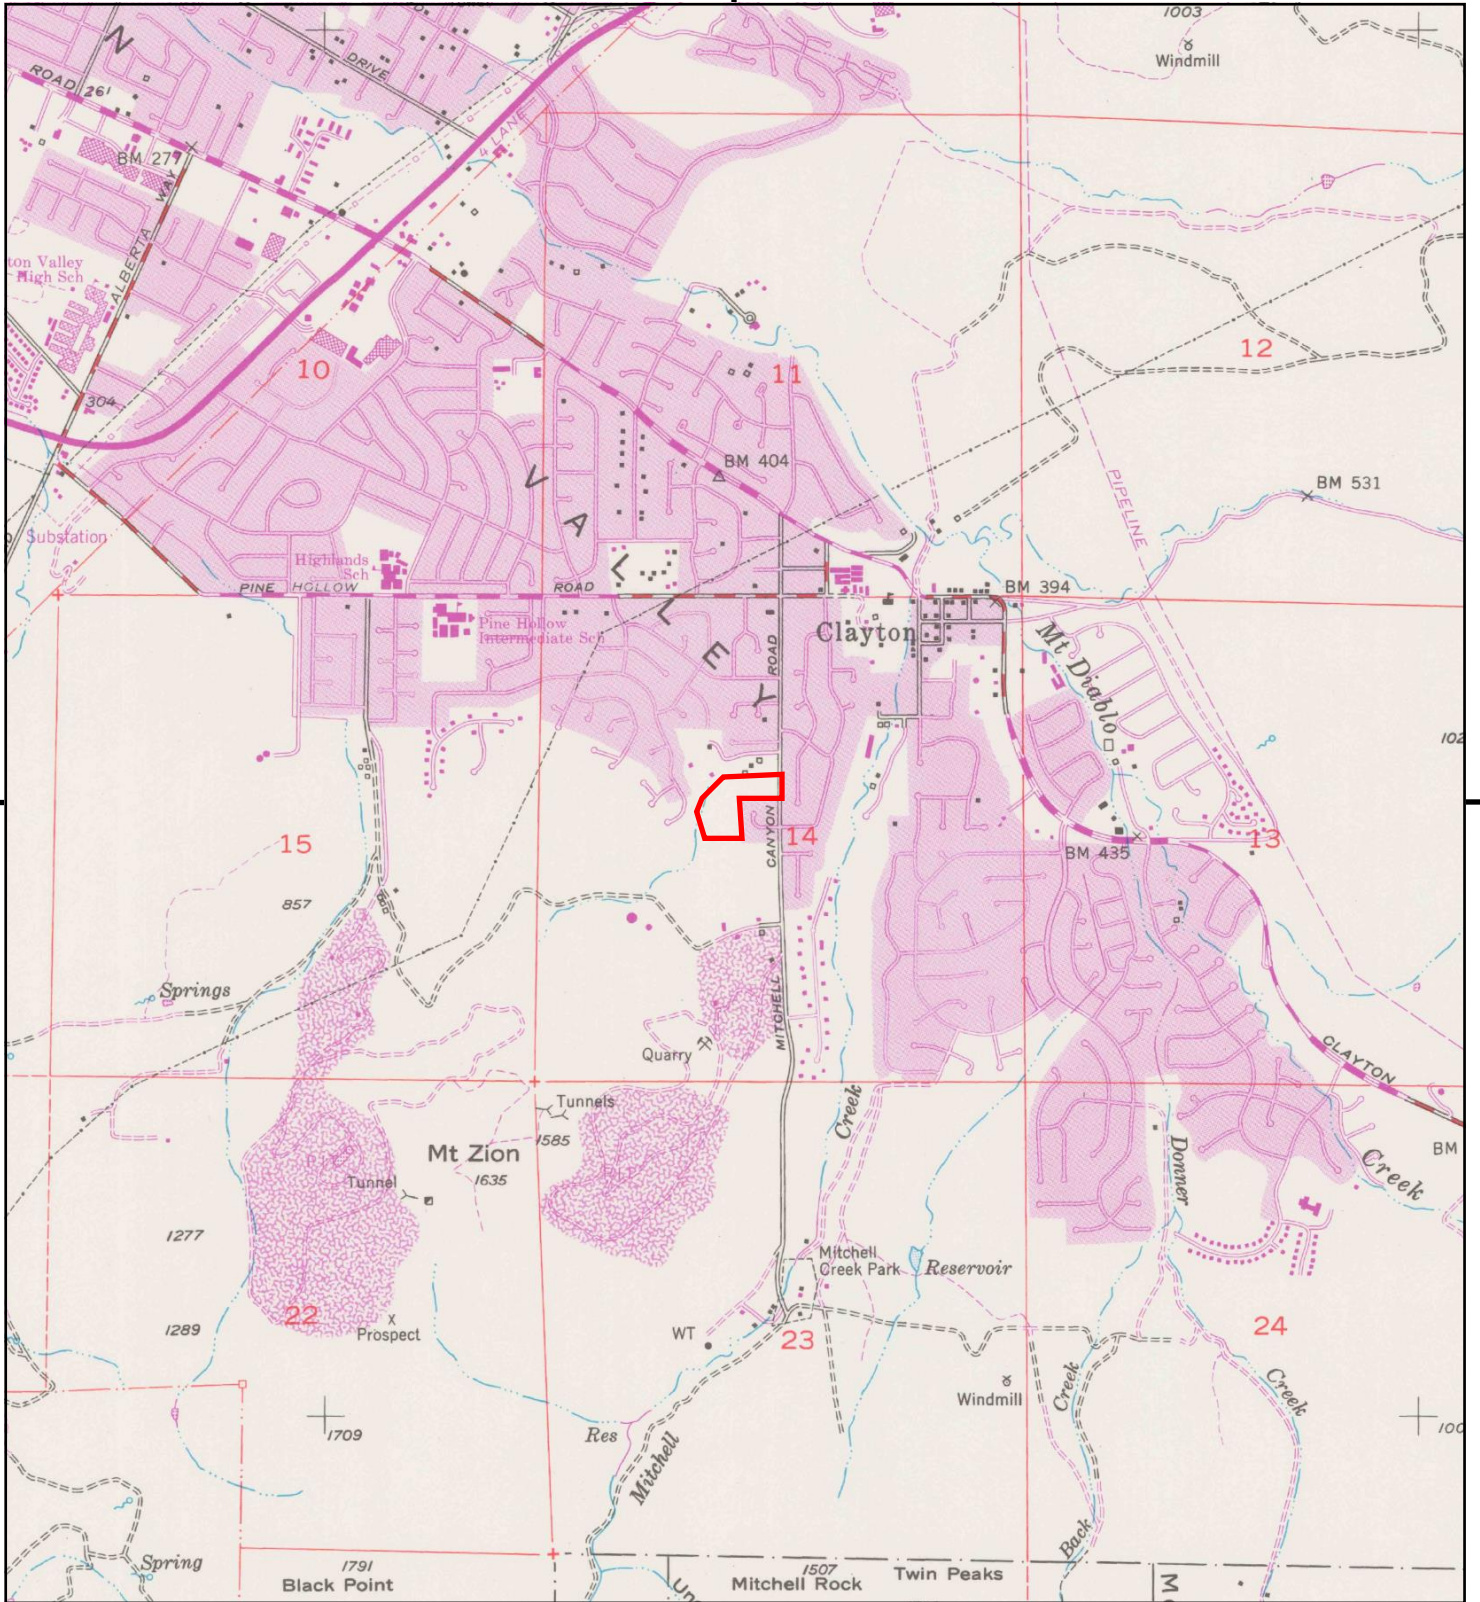 1003
Windmill
N
DRIVE
ROAD
261
4 LANE
BM 277
ALBERTA WAY
ton Valley
High Sch
10
11
12
304
V
BM 404
PIPELINE
BM 531
A
Substation
Highlands
Sch
L
PINE HOLLOW ROAD
BM 394
Pine Hollow
Intermediate Sch
L
Clayton
Mt Diablo
E
ROAD
Y
102
15
CANYON
14
13
BM 435
857
Springs
MITCHELL
Quarry
CLAYTON
Tunnels
1585
Creek
Mt Zion
1635
Tunnel
Donner
Creek
BM
1277
Mitchell
Creek Park
Reservoir
22
1289
Prospect
WT
23
24
Windmill
Creek
Creek
1709
Res
Mitchell
100
Back
Spring
1791
Black Point
1507
Mitchell Rock
Twin Peaks